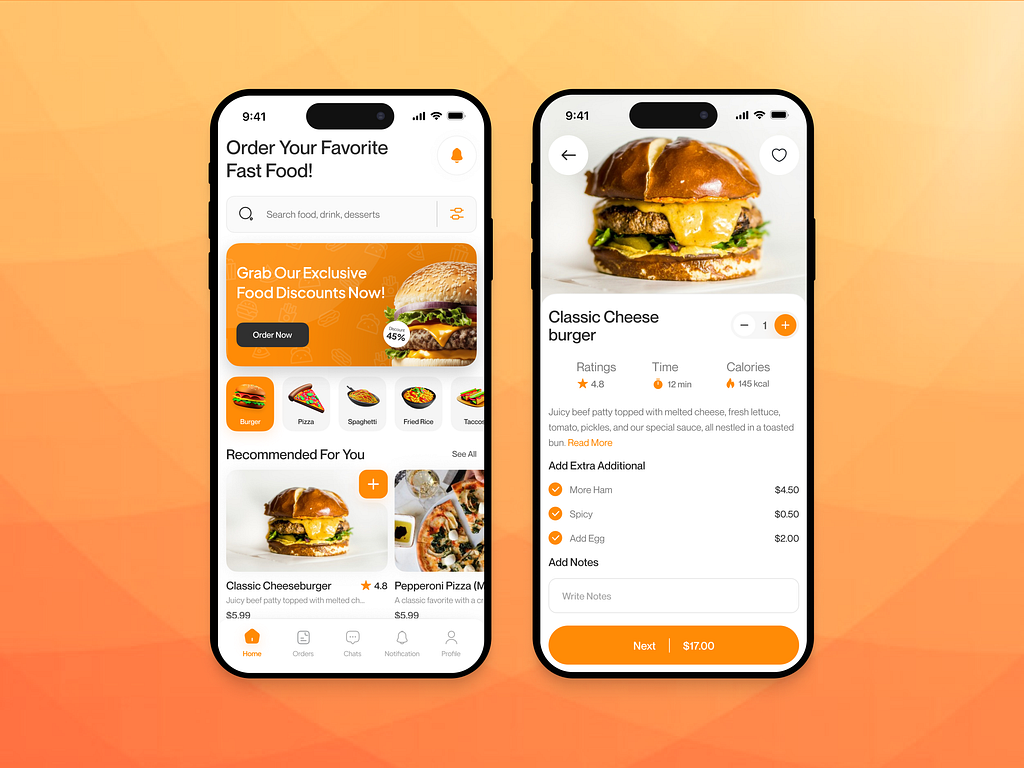 9:41
Order Your Favorite
Fast Food!
Search food, drink, desserts
Grab Our Exclusive
Food Discounts Now!
Order Now
Discount
45%
Burger
Pizza
Spaghetti
Fried Rice
Taccos
Recommended For You
See All
Classic Cheeseburger
4.8
Juicy beef patty topped with melted ch...
$5.99
Pepperoni Pizza (M
A classic favorite with a cr
$5.99
Home
Orders
Chats
Notification
Profile
9:41
Classic Cheese
burger
1
Ratings
Time
Calories
4.8
12 min
145 kcal
Juicy beef patty topped with melted cheese, fresh lettuce,
tomato, pickles, and our special sauce, all nestled in a toasted
bun. Read More
Add Extra Additional
More Ham
$4.50
Spicy
$0.50
Add Egg
$2.00
Add Notes
Write Notes
Next
$17.00